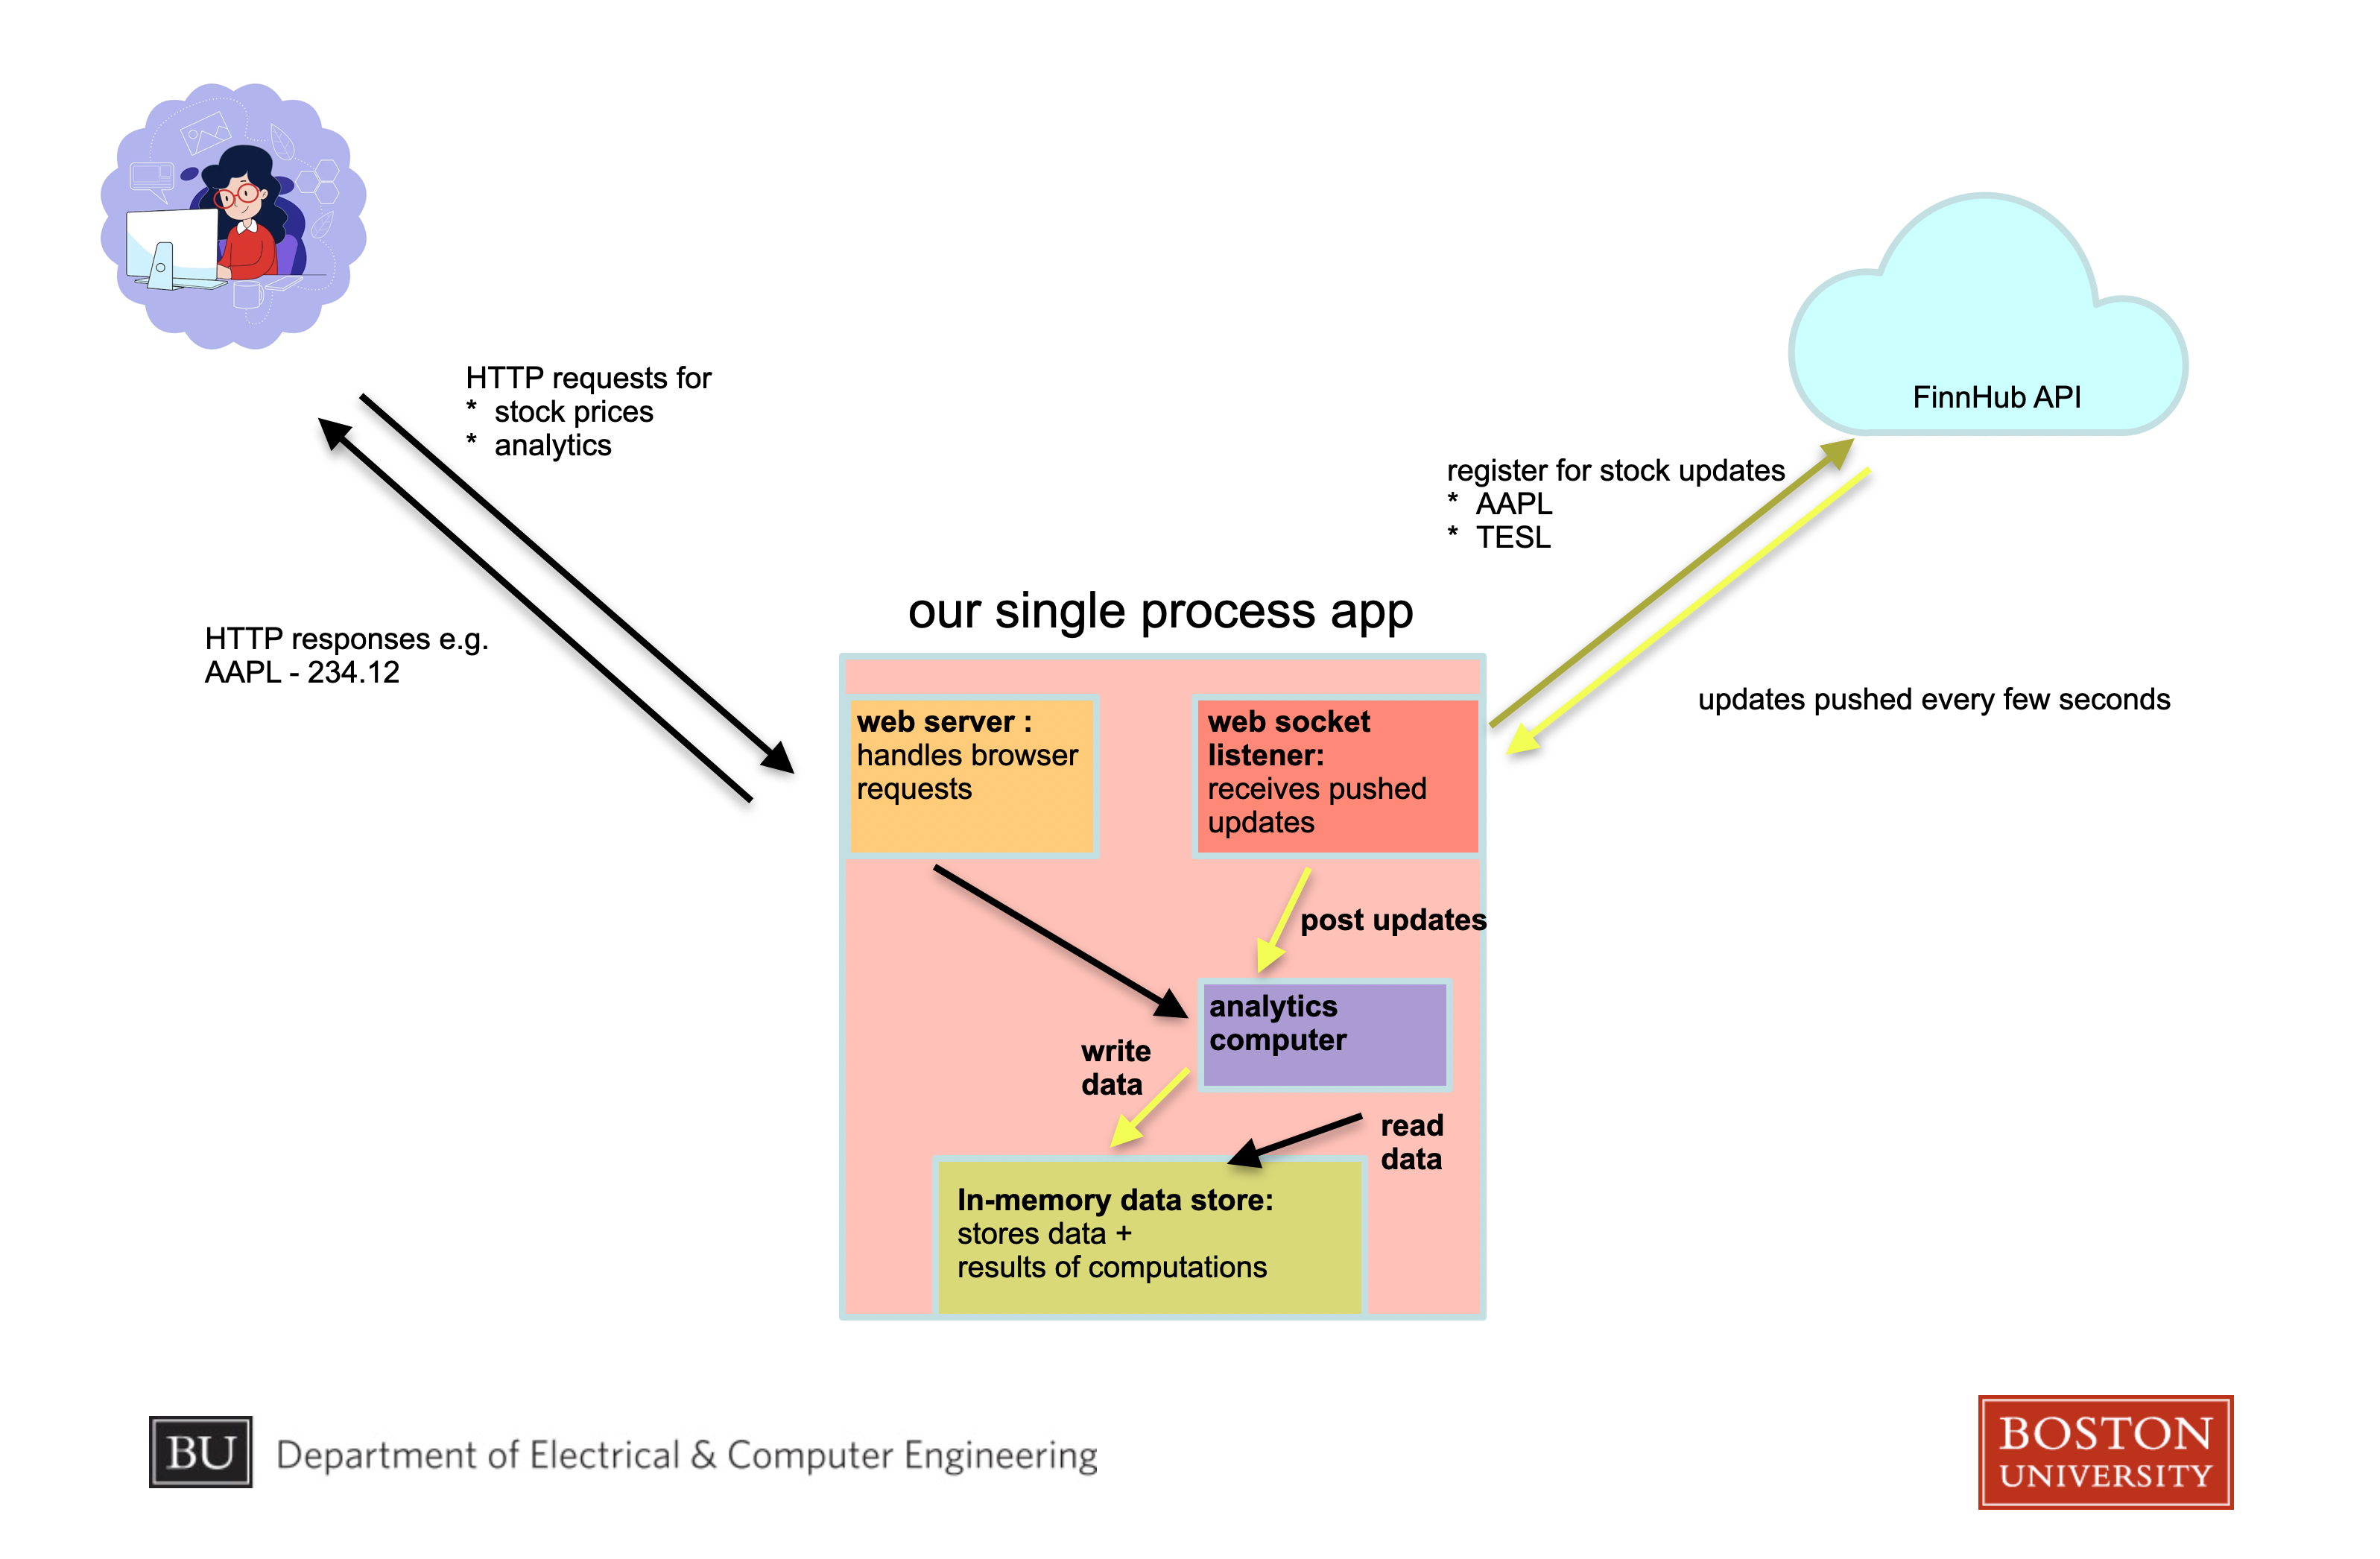 HTTP requests for
* stock prices
* analytics
FinnHub API
register for stock updates
* AAPL
* TESL
our single process app
HTTP responses e.g.
AAPL - 234.12
updates pushed every few seconds
web server :
handles browser
requests
web socket
listener:
receives pushed
updates
post updates
analytics
computer
write
data
read
data
In-memory data store:
stores data +
results of computations
BU Department of Electrical & Computer Engineering
BOSTON
UNIVERSITY